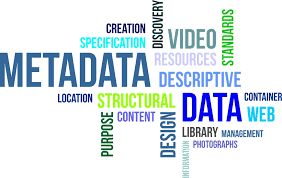 CREATION
DISCOVERY
VIDEO
STANDARDS
SPECIFICATION
RESOURCES
METADATA
DESCRIPTIVE
LOCATION
STRUCTURAL
DATA
CONTAINER
PURPOSE
CONTENT
DESIGN
WEB
LIBRARY
MANAGEMENT
INFORMATION
PHOTOGRAPHS